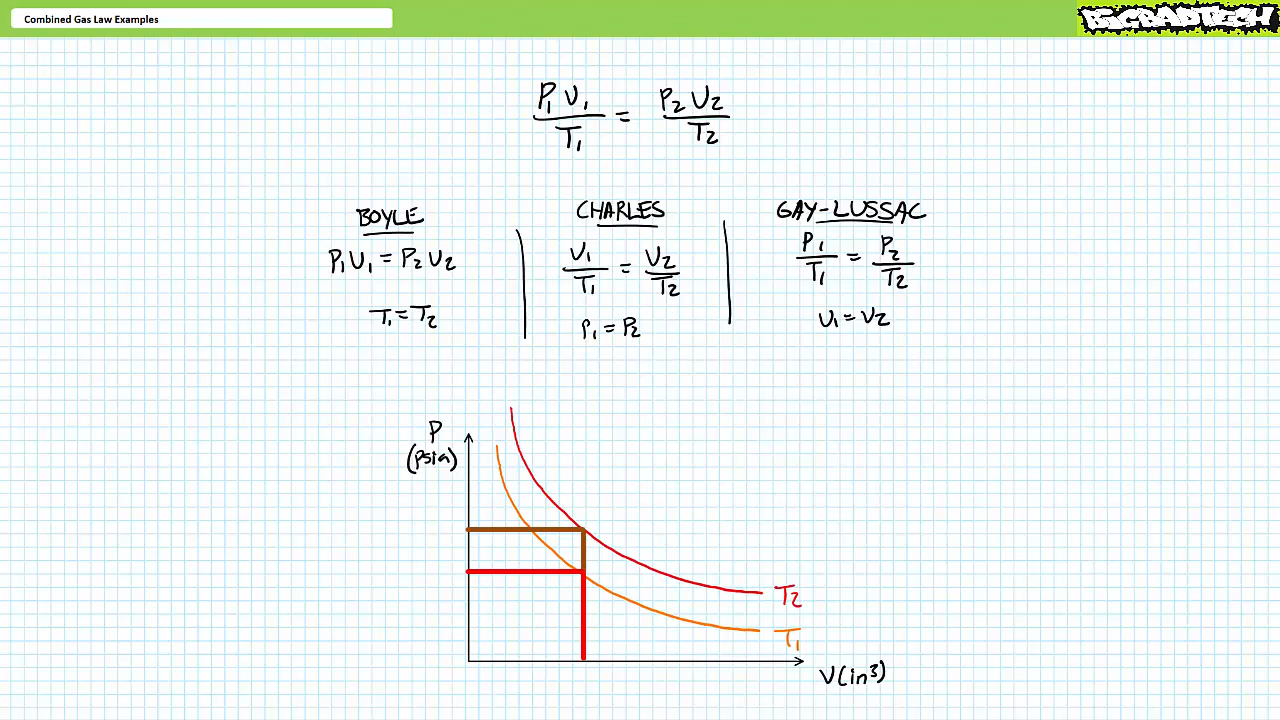 Combined Gas Law Examples
BIGBADTECH
P₁V₁/T₁ = P₂V₂/T₂
BOYLE
P₁V₁ = P₂V₂
T₁ = T₂
CHARLES
V₁/T₁ = V₂/T₂
P₁ = P₂
GAY-LUSSAC
P₁/T₁ = P₂/T₂
V₁ = V₂
P
(psia)
T₂
T₁
V(in³)